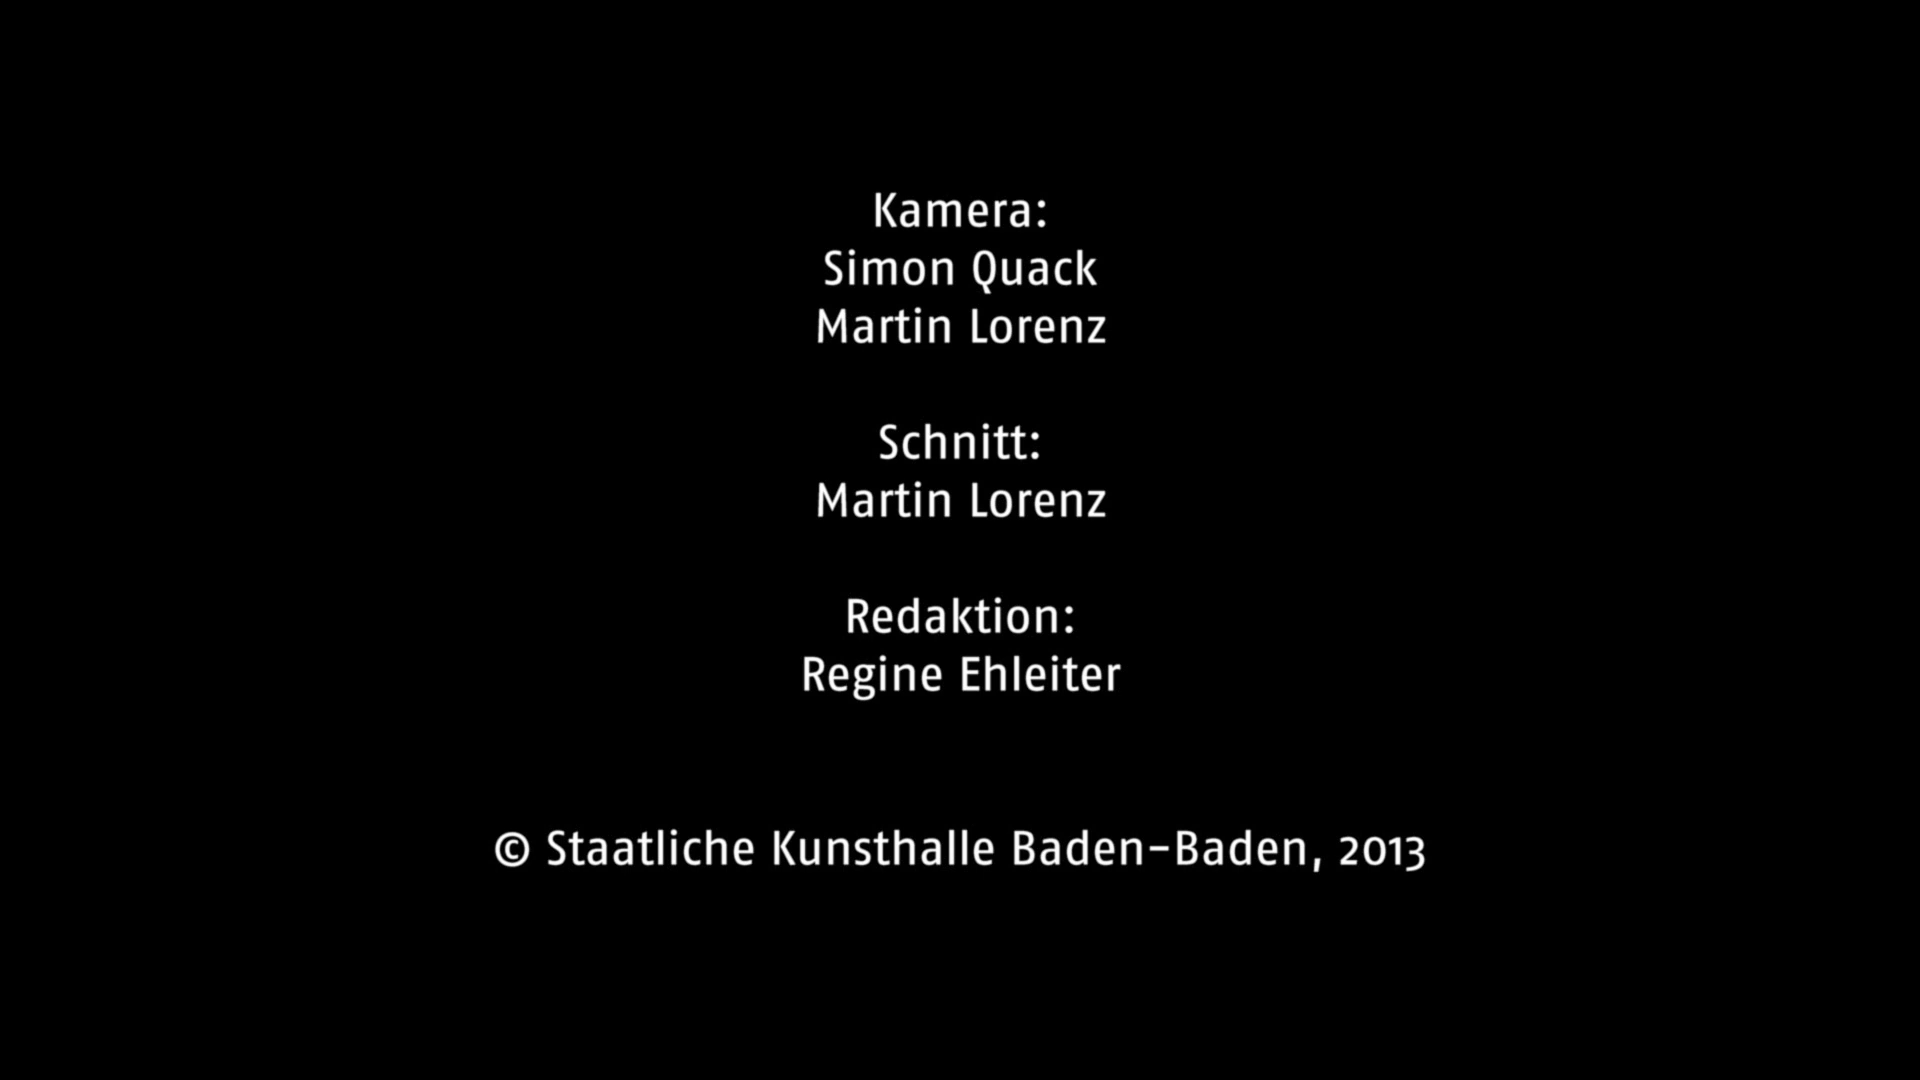 Kamera:
Simon Quack
Martin Lorenz
Schnitt:
Martin Lorenz
Redaktion:
Regine Ehleiter
© Staatliche Kunsthalle Baden-Baden, 2013